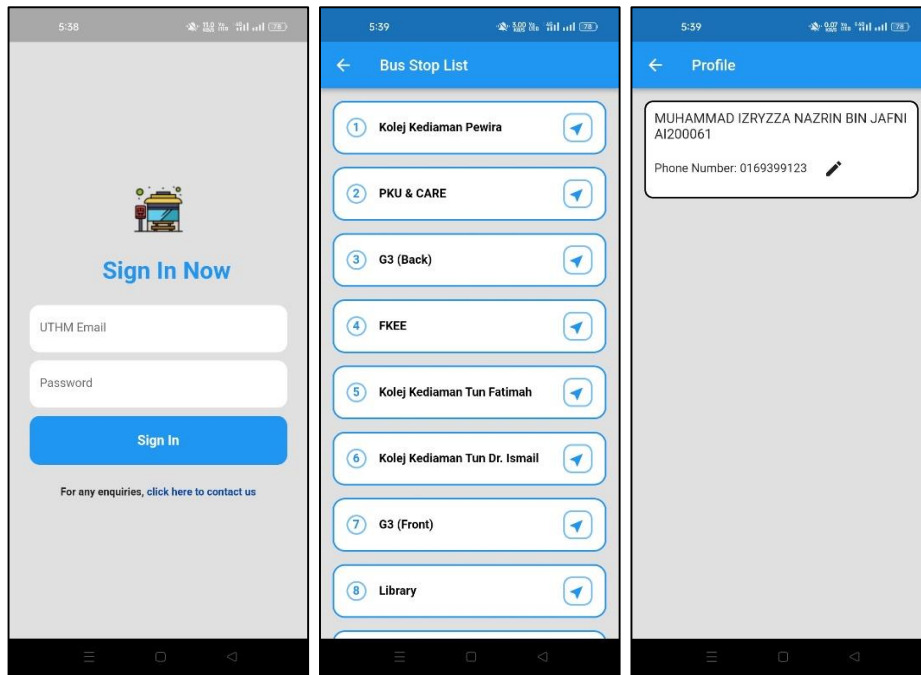 5:38
78
Sign In Now
UTHM Email
Password
Sign In
For any enquiries, click here to contact us
5:39
78
Bus Stop List
1 Kolej Kediaman Pewira
2 PKU & CARE
3 G3 (Back)
4 FKEE
5 Kolej Kediaman Tun Fatimah
6 Kolej Kediaman Tun Dr. Ismail
7 G3 (Front)
8 Library
5:39
78
Profile
MUHAMMAD IZRYZZA NAZRIN BIN JAFNI
AI200061
Phone Number: 0169399123